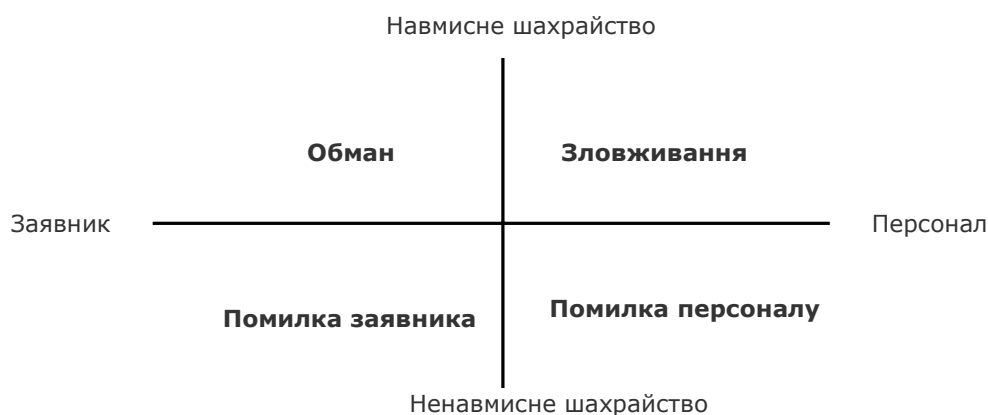 Навмисне шахрайство
Обман
Зловживання
Заявник
Персонал
Помилка заявника
Помилка персоналу
Ненавмисне шахрайство